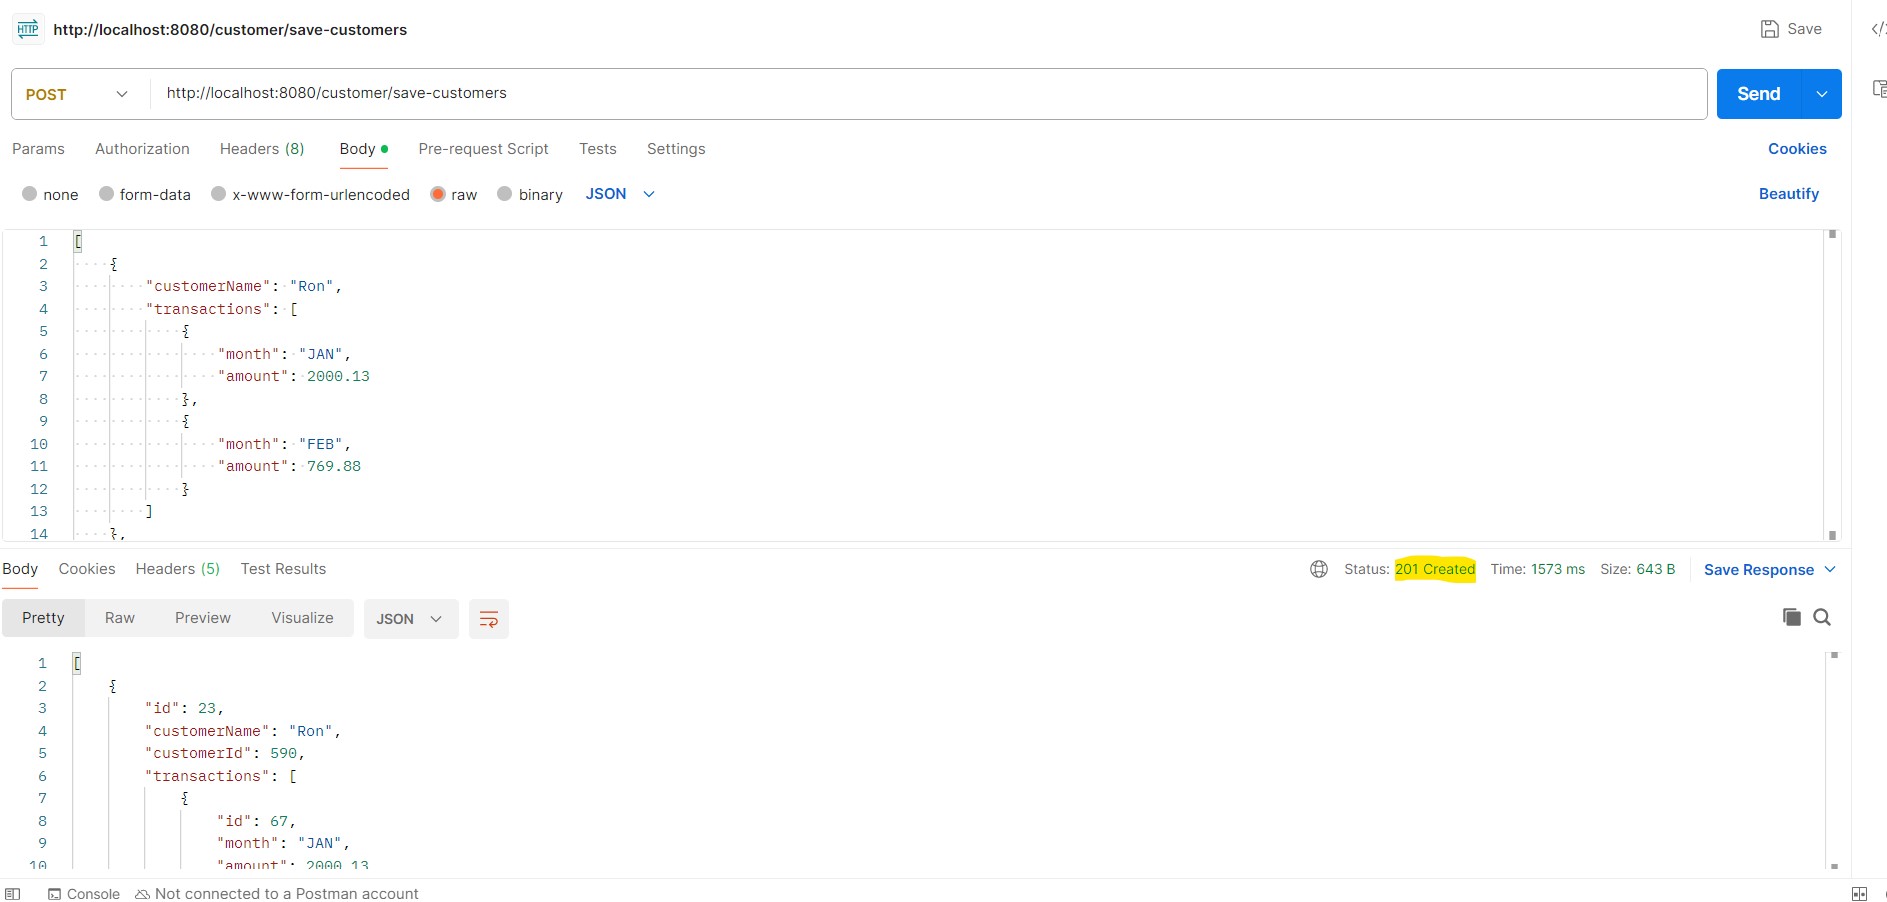 HTTP http://localhost:8080/customer/save-customers Save
POST http://localhost:8080/customer/save-customers Send
Params Authorization Headers (8) Body Pre-request Script Tests Settings Cookies
none form-data x-www-form-urlencoded raw binary JSON Beautify
1 [
2 {
3 "customerName": "Ron",
4 "transactions": [
5 {
6 "month": "JAN",
7 "amount": 2000.13
8 },
9 {
10 "month": "FEB",
11 "amount": 769.88
12 }
13 ]
14 },
Body Cookies Headers (5) Test Results Status: 201 Created Time: 1573 ms Size: 643 B Save Response
Pretty Raw Preview Visualize JSON
1 [
2 {
3 "id": 23,
4 "customerName": "Ron",
5 "customerId": 590,
6 "transactions": [
7 {
8 "id": 67,
9 "month": "JAN",
10 "amount": 2000.13
Console Not connected to a Postman account